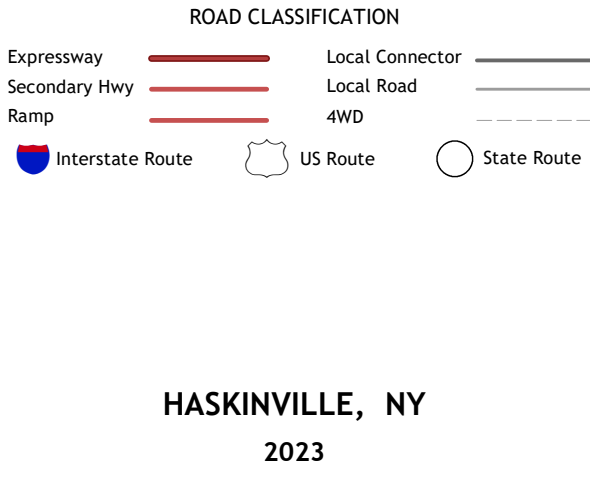 ROAD CLASSIFICATION
Expressway
Local Connector
Secondary Hwy
Local Road
Ramp
4WD
Interstate Route
US Route
State Route
HASKINVILLE, NY
2023